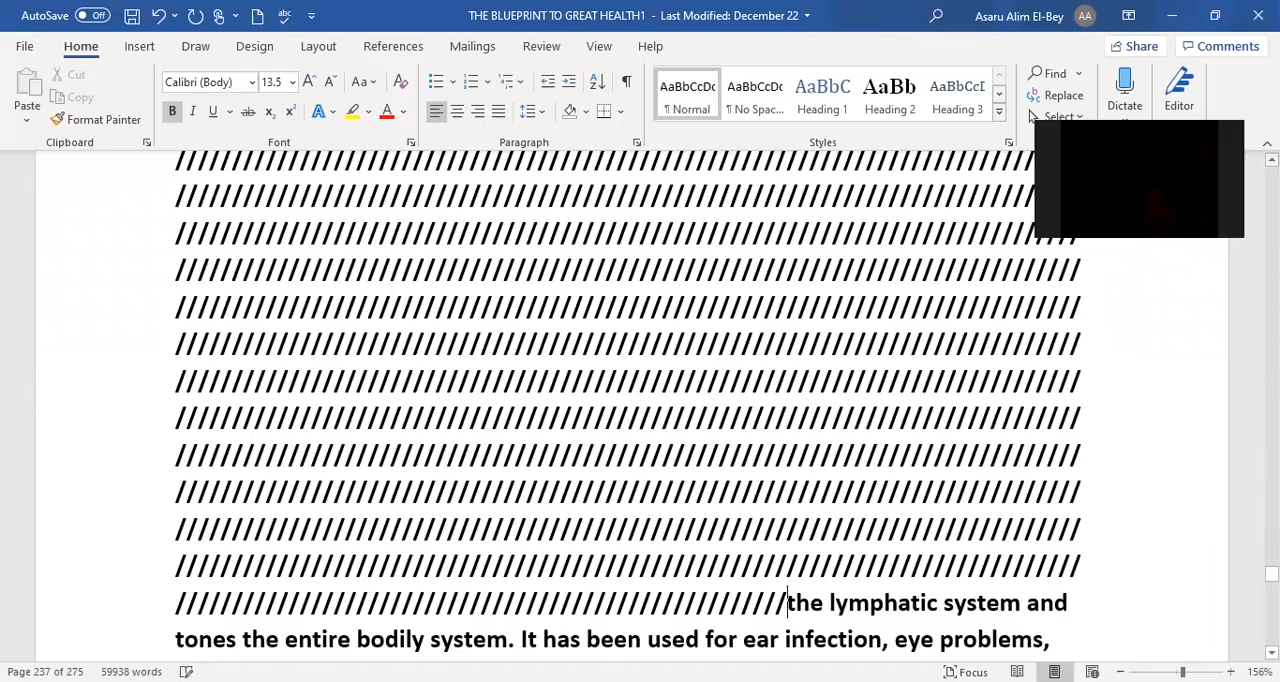 AutoSave Off THE BLUEPRINT TO GREAT HEALTH1 - Last Modified: December 22 Asaru Alim El-Bey AA
File Home Insert Draw Design Layout References Mailings Review View Help Share Comments
Paste Cut Copy Format Painter
Calibri (Body) 13.5
AaBbCcDc AaBbCcDc AaBbC AaBb AaBbCcI
¶ Normal ¶ No Spac... Heading 1 Heading 2 Heading 3
Find Replace Select Dictate Editor
Clipboard Font Paragraph Styles
the lymphatic system and
tones the entire bodily system. It has been used for ear infection, eye problems,
Page 237 of 275 59938 words Focus 156%